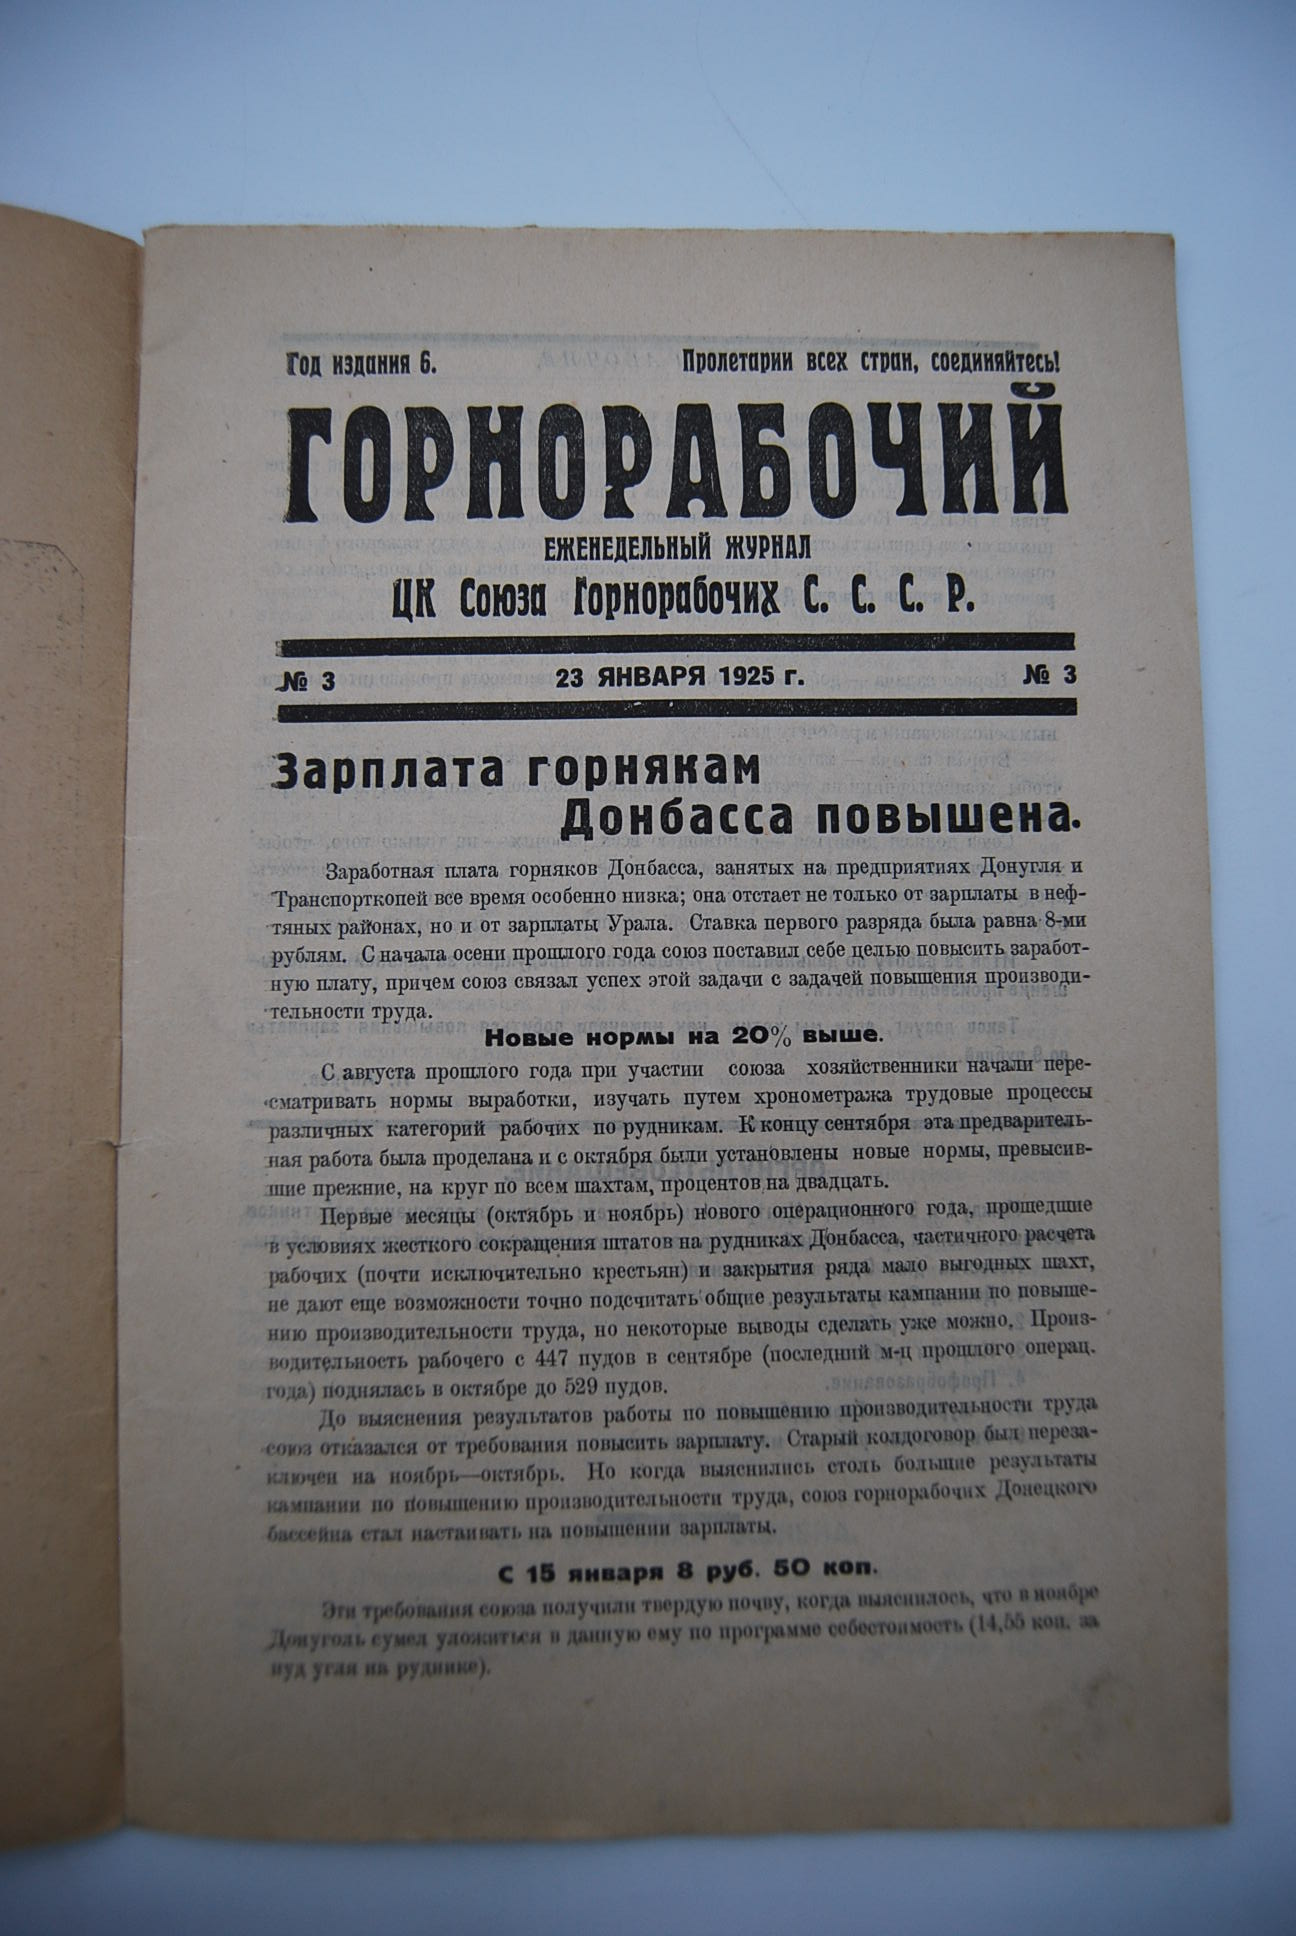 Год издания 6.
Пролетарии всех стран, соединяйтесь!
ГОРНОРАБОЧИЙ
ЕЖЕНЕДЕЛЬНЫЙ ЖУРНАЛ
ЦК Союза Горнорабочих С. С. С. Р.
№ 3 23 ЯНВАРЯ 1925 г. № 3
Зарплата горнякам
Донбасса повышена.
Заработная плата горняков Донбасса, занятых на предприятиях Донугля и
Транспорткопей все время особенно низка; она отстает не только от зарплаты в неф-
тяных районах, но и от зарплаты Урала. Ставка первого разряда была равна 8-ми
рублям. С начала осени прошлого года союз поставил себе целью повысить заработ-
ную плату, причем союз связал успех этой задачи с задачей повышения производи-
тельности труда.
Новые нормы на 20% выше.
С августа прошлого года при участии союза хозяйственники начали пере-
сматривать нормы выработки, изучать путем хронометража трудовые процессы
различных категорий рабочих по рудникам. К концу сентября эта предваритель-
ная работа была проделана и с октября были установлены новые нормы, превысив-
шие прежние, на круг по всем шахтам, процентов на двадцать.
Первые месяцы (октябрь и ноябрь) нового операционного года, прошедшие
в условиях жесткого сокращения штатов на рудниках Донбасса, частичного расчета
рабочих (почти исключительно крестьян) и закрытия ряда мало выгодных шахт,
не дают еще возможности точно подсчитать общие результаты кампании по повыше-
нию производительности труда, но некоторые выводы сделать уже можно. Произ-
водительность рабочего с 447 пудов в сентябре (последний м-ц прошлого операц.
года) поднялась в октябре до 529 пудов.
До выяснения результатов работы по повышению производительности труда
союз отказался от требования повысить зарплату. Старый колдоговор был переза-
ключен на ноябрь—октябрь. Но когда выяснились столь большие результаты
кампании по повышению производительности труда, союз горнорабочих Донецкого
бассейна стал настаивать на повышении зарплаты.
С 15 января 8 руб. 50 коп.
Эти требования союза получили твердую почву, когда выяснилось, что в ноябре
Донуголь сумел уложиться в данную ему по программе себестоимость (14,55 коп. за
пуд угля на руднике).